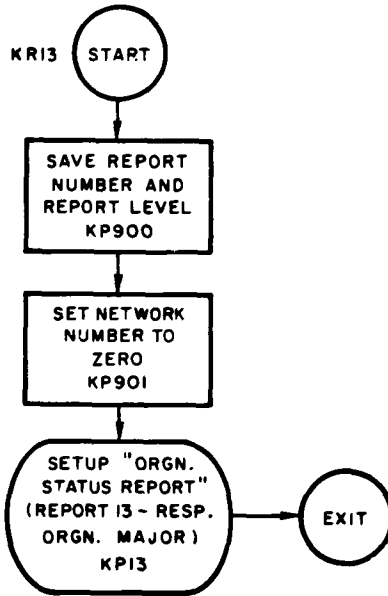 KR13 START
SAVE REPORT
NUMBER AND
REPORT LEVEL
KP900
SET NETWORK
NUMBER TO
ZERO
KP901
SETUP "ORGN.
STATUS REPORT"
(REPORT 13 - RESP.
ORGN. MAJOR)
KP13
EXIT